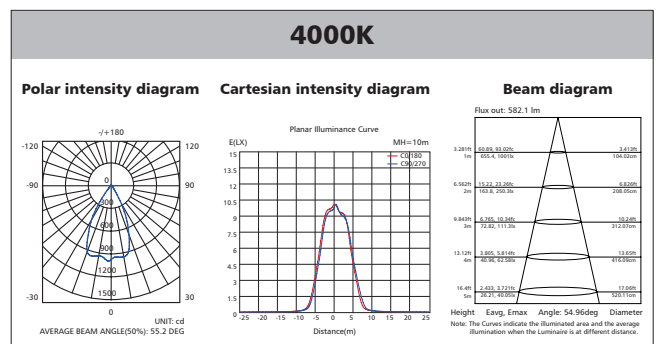 4000K
Polar intensity diagram
Cartesian intensity diagram
Beam diagram
-/+180
-120
120
-90
90
0
300
600
900
1200
1500
-30
30
0
UNIT: cd
AVERAGE BEAM ANGLE(50%): 55.2 DEG
Planar Illuminance Curve
E(LX)
MH=10m
C0/180
C90/270
15
13.5
12
10.5
9
7.5
6
4.5
3
1.5
0
-25 -20 -15 -10 -5 0 5 10 15 20 25
Distance(m)
Flux out: 582.1 lm
3.281ft 60.89, 93.02fc 3.413ft
1m 655.4, 1001lx 104.02cm
6.562ft 15.22, 23.26fc 6.826ft
2m 163.8, 250.3lx 208.05cm
9.843ft 6.765, 10.34fc 10.24ft
3m 72.82, 111.3lx 312.07cm
13.12ft 3.805, 5.814fc 13.65ft
4m 40.96, 62.58lx 416.09cm
16.4ft 2.433, 3.721fc 17.06ft
5m 26.21, 40.05lx 520.11cm
Height Eavg, Emax Angle: 54.96deg Diameter
Note: The Curves indicate the illuminated area and the average
illumination when the Luminaire is at different distance.